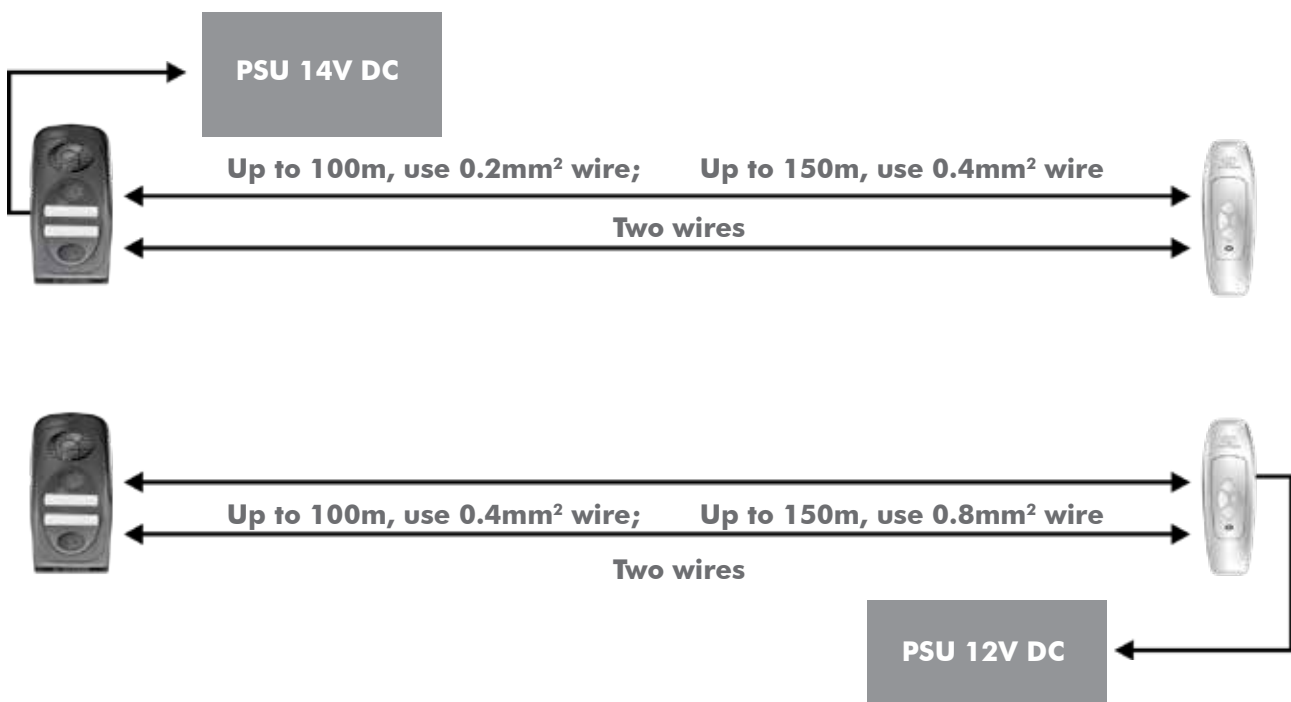 PSU 14V DC
Up to 100m, use 0.2mm² wire; Up to 150m, use 0.4mm² wire
Two wires
Up to 100m, use 0.4mm² wire; Up to 150m, use 0.8mm² wire
Two wires
PSU 12V DC